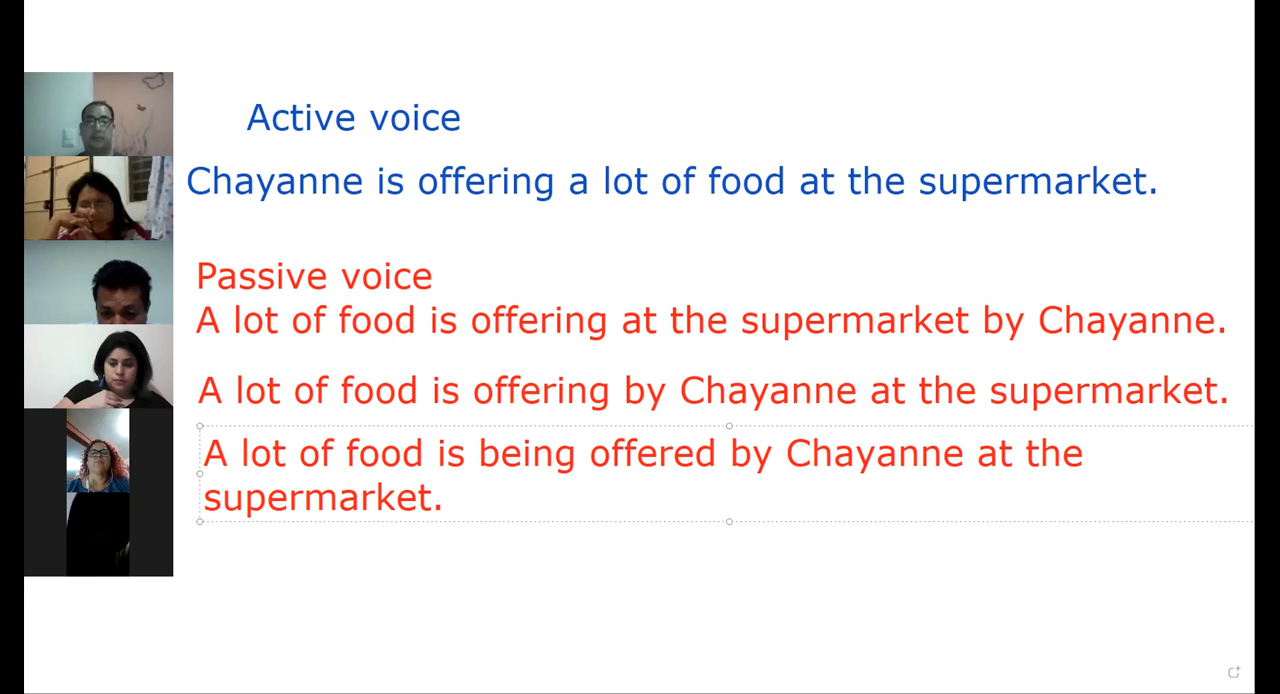 Active voice
Chayanne is offering a lot of food at the supermarket.
Passive voice
A lot of food is offering at the supermarket by Chayanne.
A lot of food is offering by Chayanne at the supermarket.
A lot of food is being offered by Chayanne at the
supermarket.